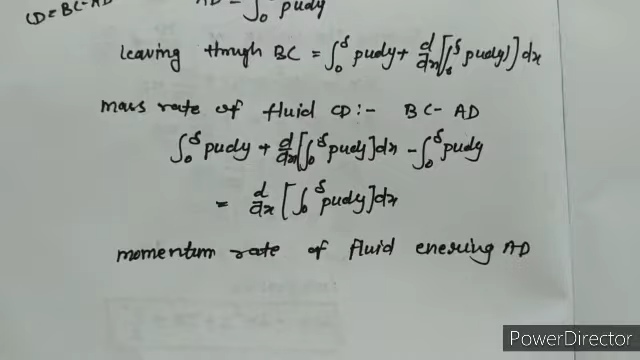 CD = BC - AD
AD = ∫₀^δ ρudy
leaving though BC = ∫₀^δ ρudy + d/dx [∫₀^δ ρudy)] dx
mass rate of fluid CD :- BC - AD
∫₀^δ ρudy + d/dx [∫₀^δ ρudy] dx - ∫₀^δ ρudy
= d/dx [∫₀^δ ρudy] dx
momentum rate of fluid enering AD
PowerDirector